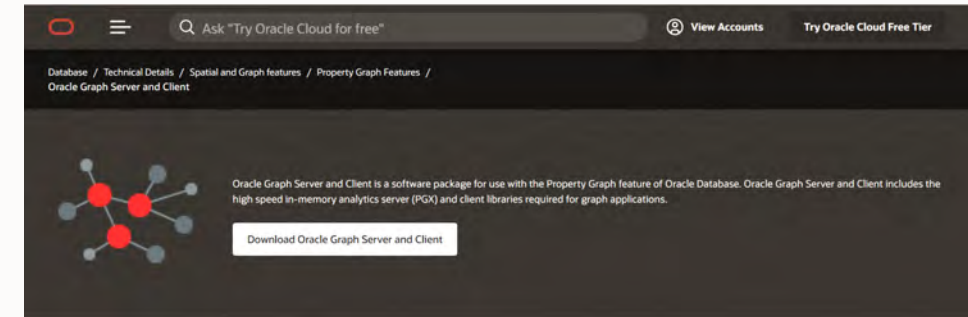 Ask "Try Oracle Cloud for free"
View Accounts
Try Oracle Cloud Free Tier
Database / Technical Details / Spatial and Graph features / Property Graph Features /
Oracle Graph Server and Client
Oracle Graph Server and Client is a software package for use with the Property Graph feature of Oracle Database. Oracle Graph Server and Client includes the
high speed in-memory analytics server (PGX) and client libraries required for graph applications.
Download Oracle Graph Server and Client